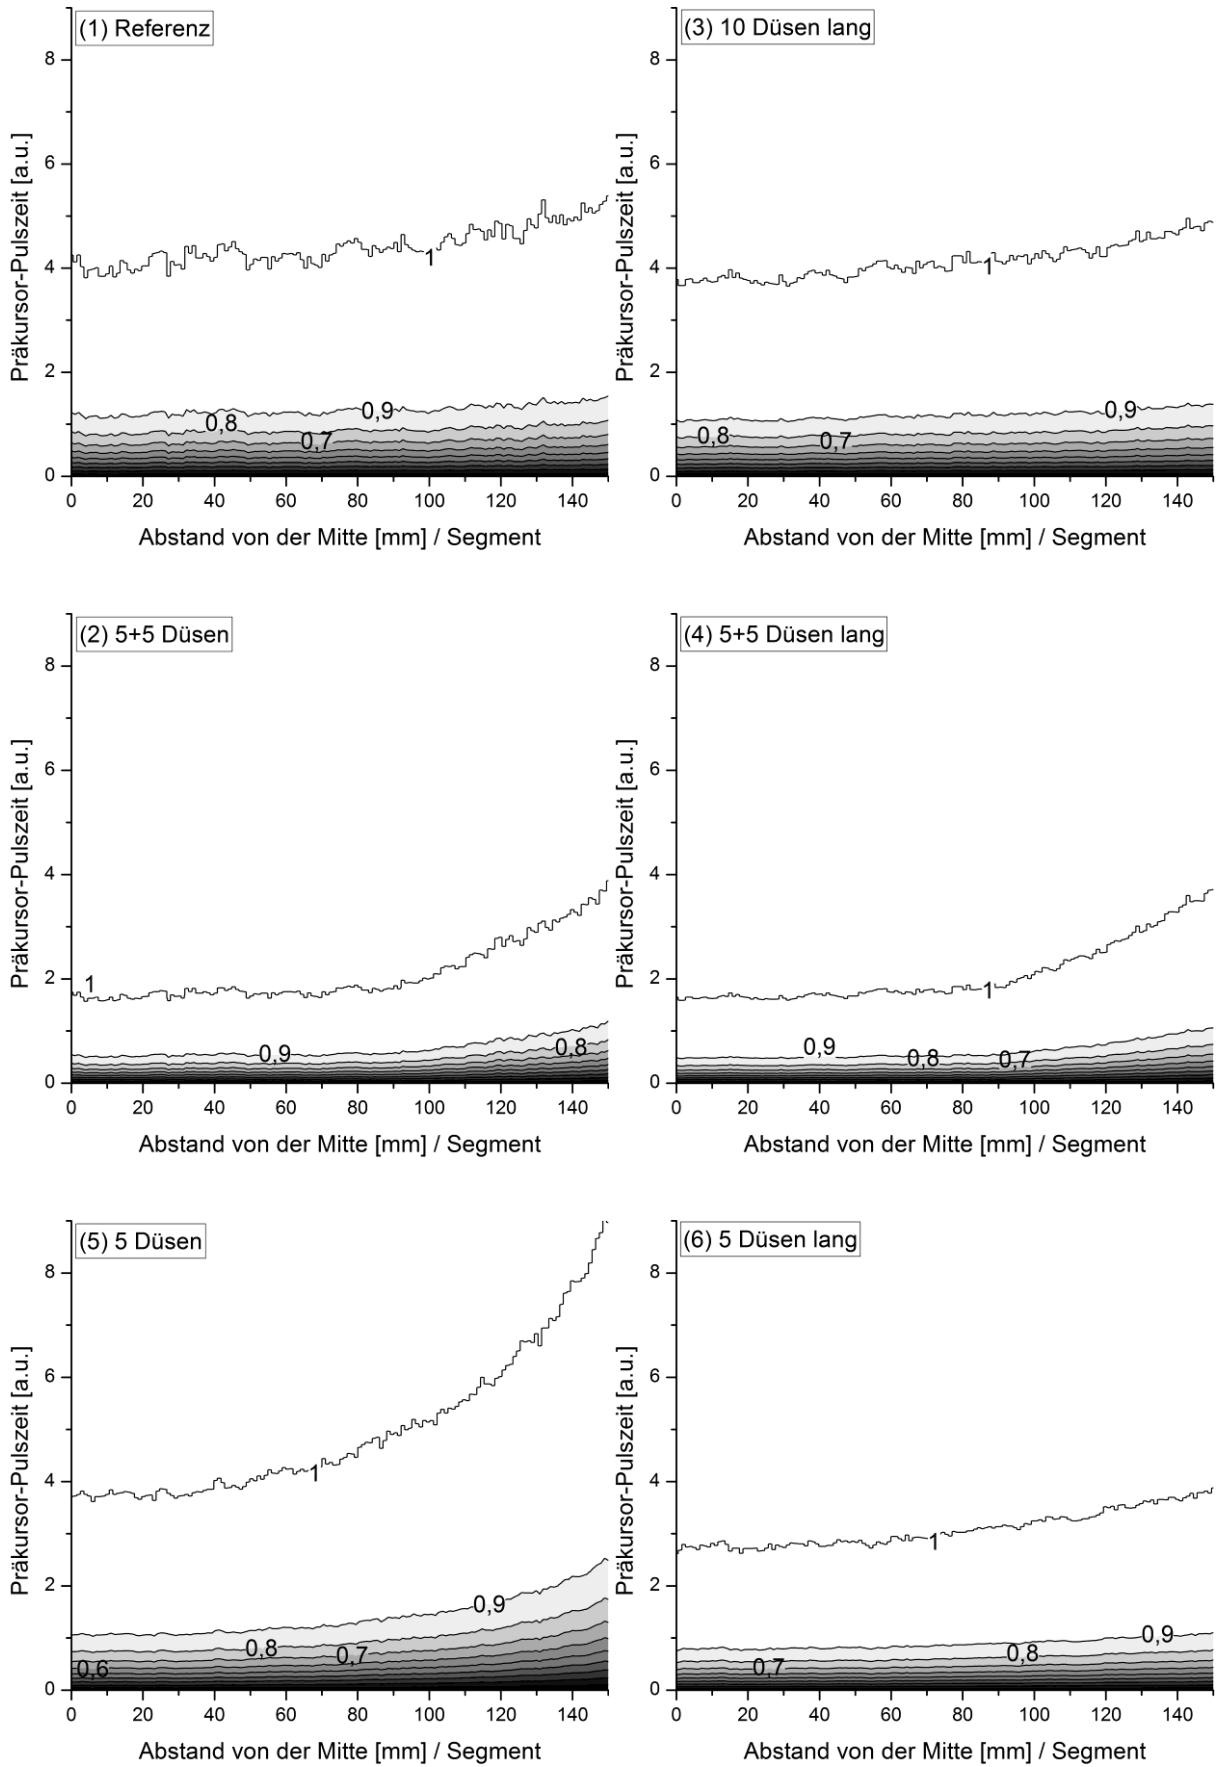 (1) Referenz
Präkursor-Pulszeit [a.u.]
8
6
4
2
0
1
0,9
0,8
0,7
0 20 40 60 80 100 120 140
Abstand von der Mitte [mm] / Segment
(3) 10 Düsen lang
Präkursor-Pulszeit [a.u.]
8
6
4
2
0
1
0,9
0,8
0,7
0 20 40 60 80 100 120 140
Abstand von der Mitte [mm] / Segment
(2) 5+5 Düsen
Präkursor-Pulszeit [a.u.]
8
6
4
2
0
1
0,9
0,8
0 20 40 60 80 100 120 140
Abstand von der Mitte [mm] / Segment
(4) 5+5 Düsen lang
Präkursor-Pulszeit [a.u.]
8
6
4
2
0
1
0,9
0,8
0,7
0 20 40 60 80 100 120 140
Abstand von der Mitte [mm] / Segment
(5) 5 Düsen
Präkursor-Pulszeit [a.u.]
8
6
4
2
0
1
0,9
0,8
0,7
0,6
0 20 40 60 80 100 120 140
Abstand von der Mitte [mm] / Segment
(6) 5 Düsen lang
Präkursor-Pulszeit [a.u.]
8
6
4
2
0
1
0,9
0,8
0,7
0 20 40 60 80 100 120 140
Abstand von der Mitte [mm] / Segment